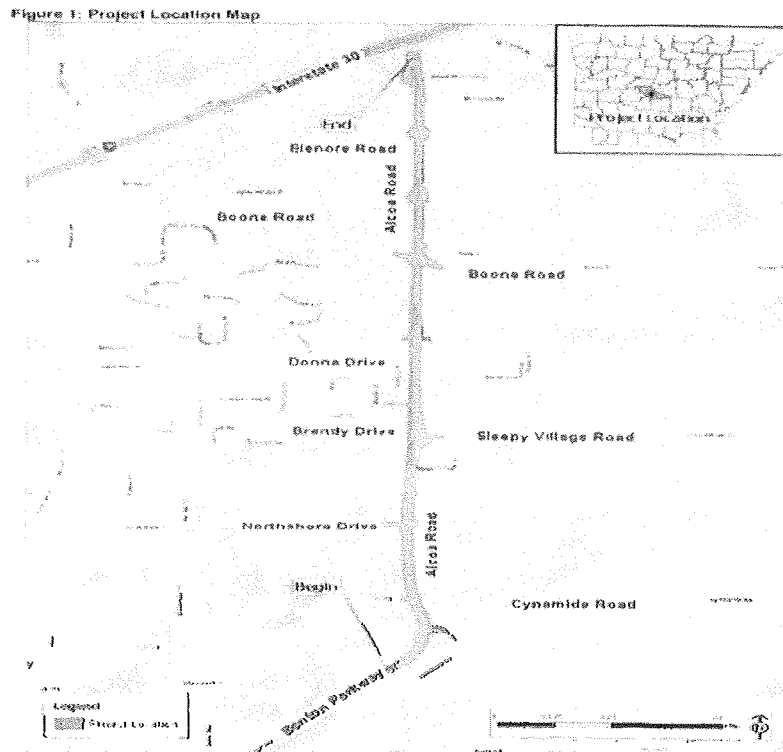 Figure 1: Project Location Map
Interstate 30
Project Location
End
Elenore Road
Alcoa Road
Boone Road
Boone Road
Donna Drive
Brandy Drive
Sleepy Village Road
Northshore Drive
Alcoa Road
Begin
Cynamide Road
Benton Parkway
Legend
Location